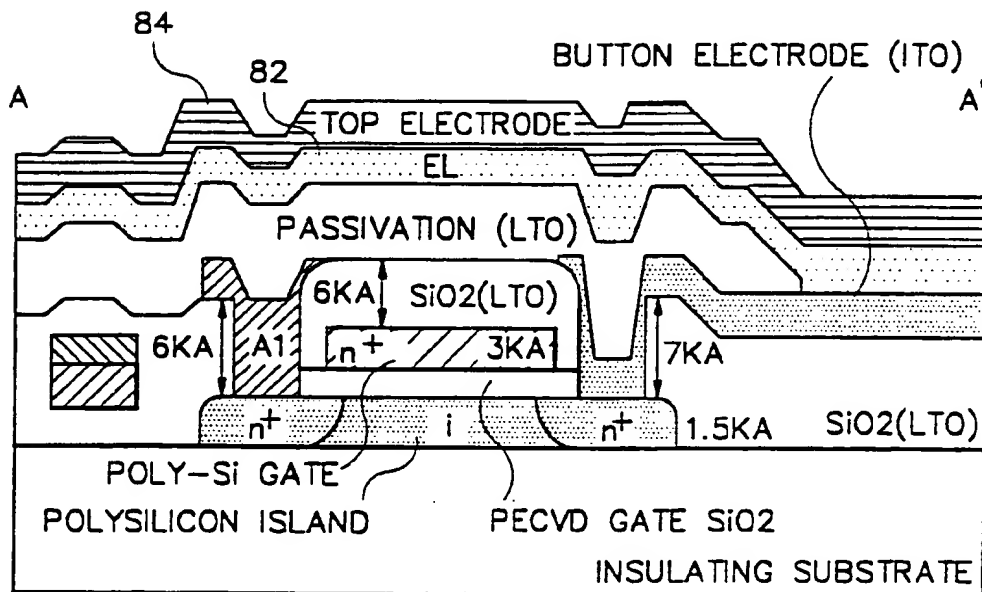 84
82
BUTTON ELECTRODE (ITO)
A
A'
TOP ELECTRODE
EL
PASSIVATION (LTO)
6KA
SiO2(LTO)
6KA
A1
n+
3KA1
7KA
n+
i
n+
1.5KA
SiO2(LTO)
POLY-Si GATE
POLYSILICON ISLAND
PECVD GATE SiO2
INSULATING SUBSTRATE